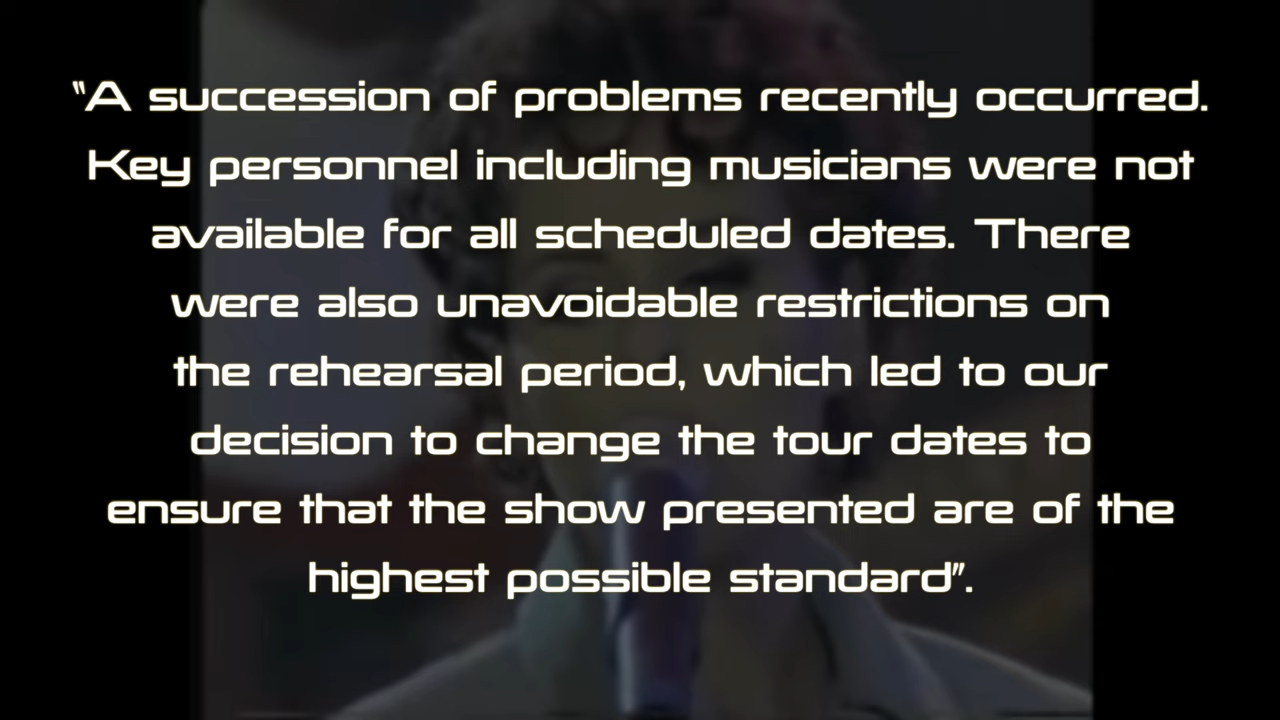 "A succession of problems recently occurred.
Key personnel including musicians were not
available for all scheduled dates. There
were also unavoidable restrictions on
the rehearsal period, which led to our
decision to change the tour dates to
ensure that the show presented are of the
highest possible standard".